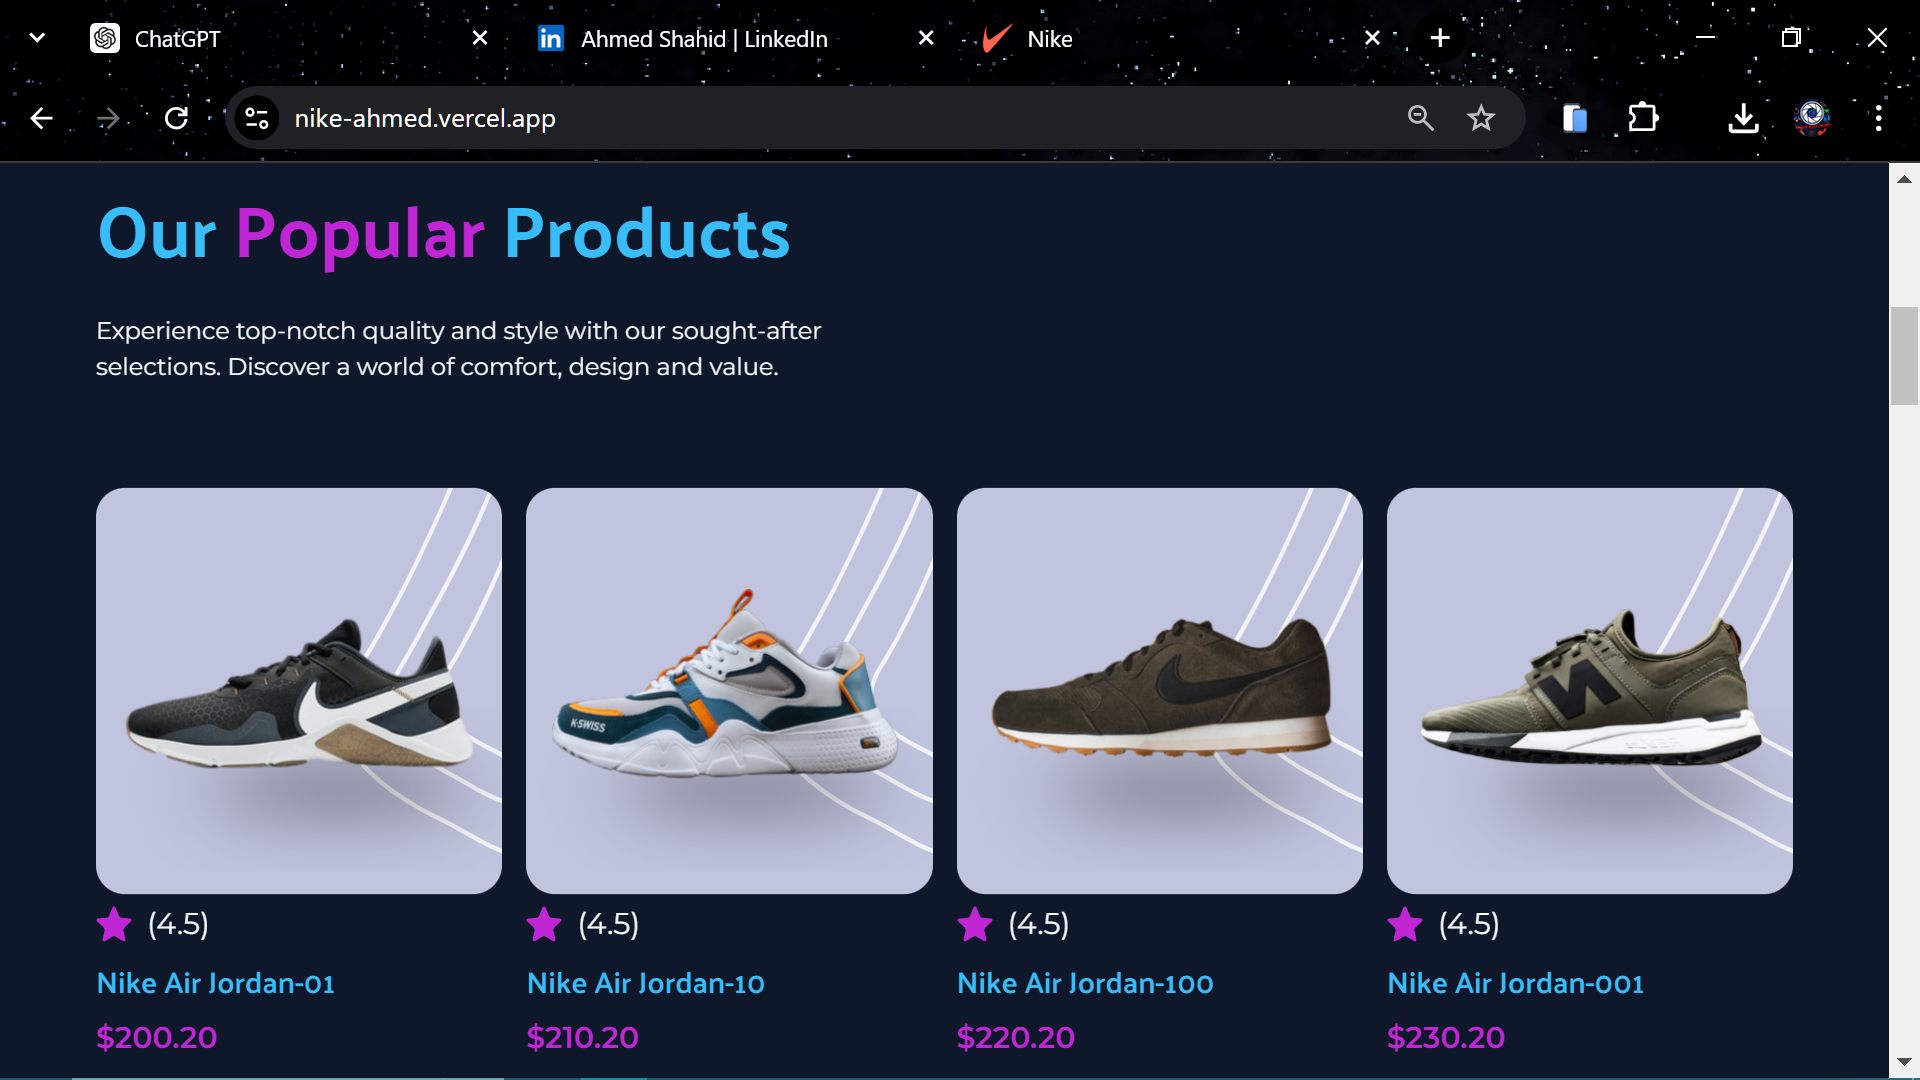 ChatGPT
Ahmed Shahid | LinkedIn
Nike
nike-ahmed.vercel.app
Our Popular Products
Experience top-notch quality and style with our sought-after
selections. Discover a world of comfort, design and value.
K·SWISS
N
(4.5) (4.5) (4.5) (4.5)
Nike Air Jordan-01 Nike Air Jordan-10 Nike Air Jordan-100 Nike Air Jordan-001
$200.20 $210.20 $220.20 $230.20